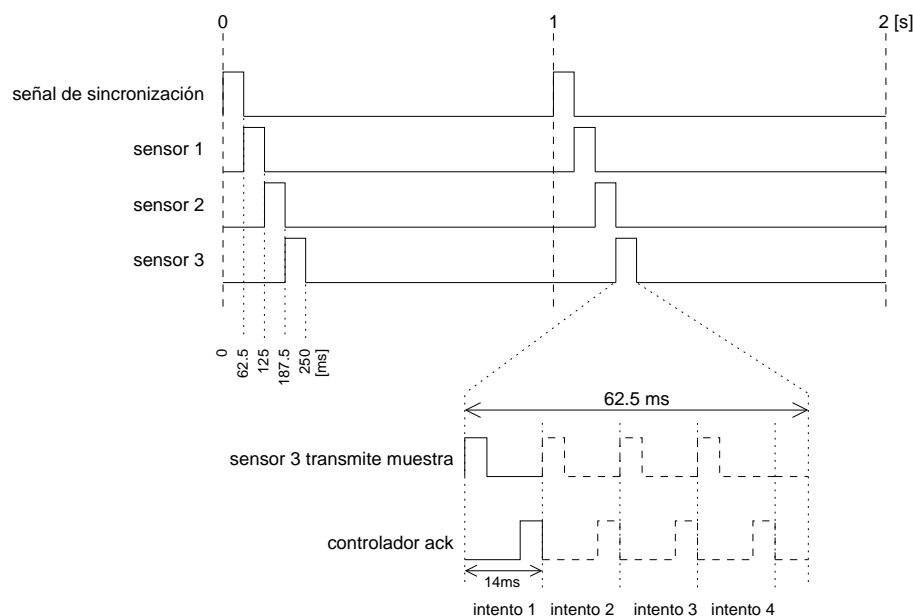 0
1
2 [s]
señal de sincronización
sensor 1
sensor 2
sensor 3
0
62.5
125
187.5
250
[ms]
62.5 ms
sensor 3 transmite muestra
controlador ack
14ms
intento 1
intento 2
intento 3
intento 4